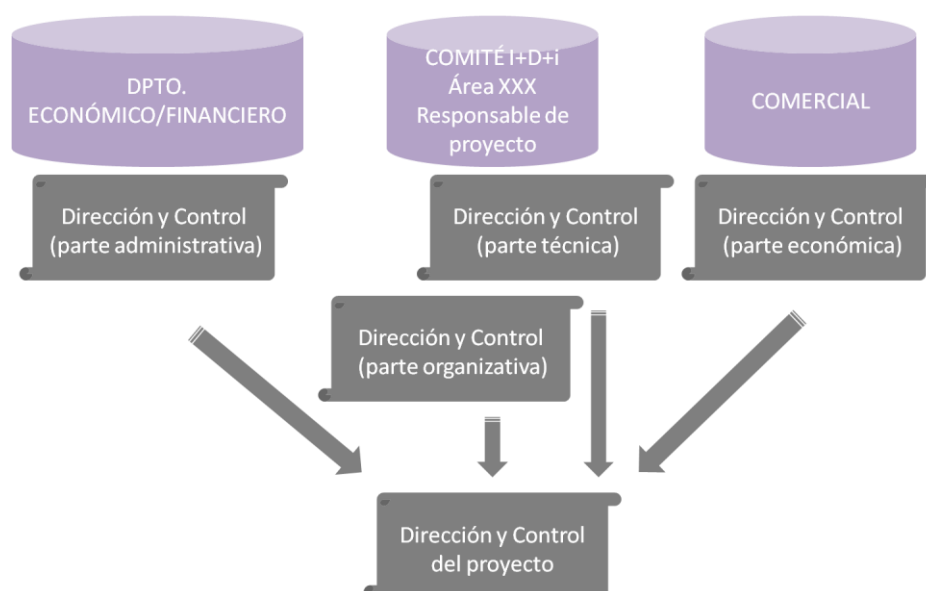 DPTO.
ECONÓMICO/FINANCIERO
COMITÉ I+D+i
Área XXX
Responsable de
proyecto
COMERCIAL
Dirección y Control
(parte administrativa)
Dirección y Control
(parte técnica)
Dirección y Control
(parte económica)
Dirección y Control
(parte organizativa)
Dirección y Control
del proyecto